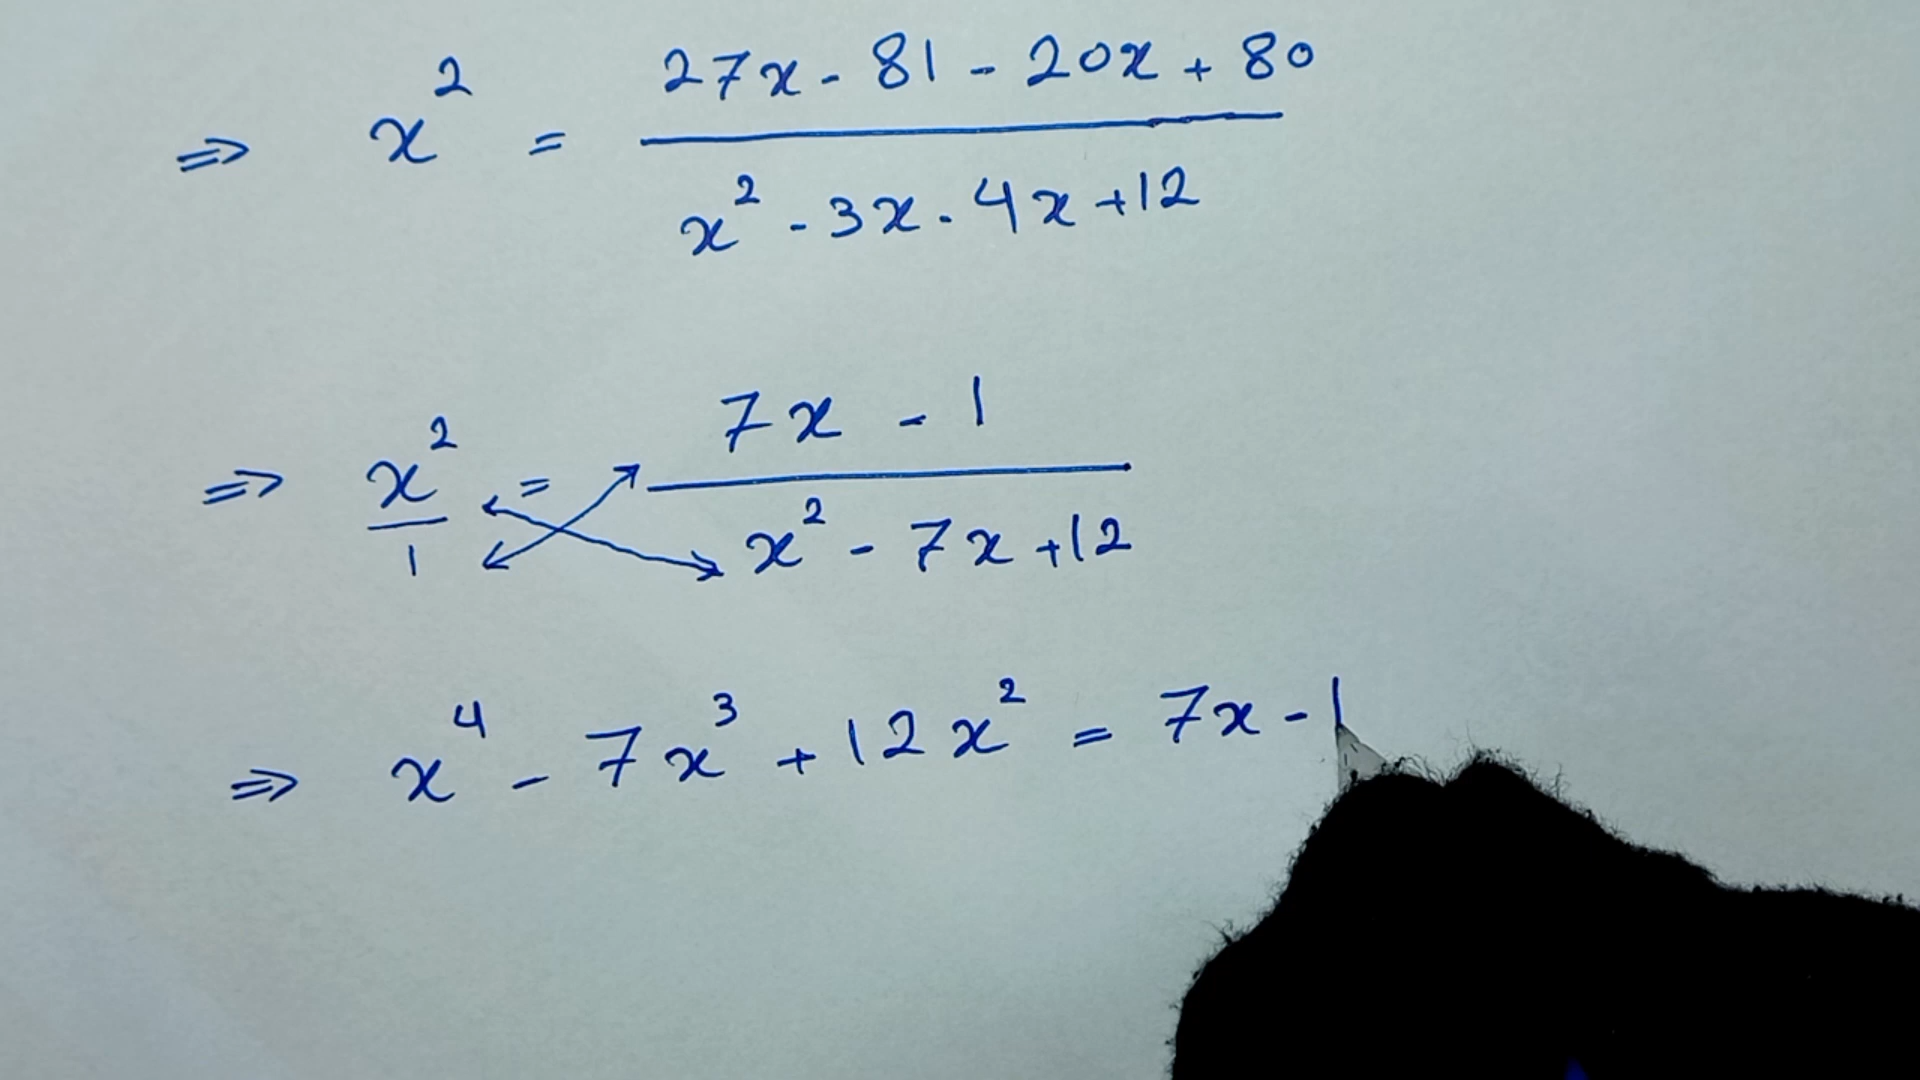 ⇒ x² = (27x - 81 - 20x + 80)/(x² - 3x - 4x + 12)
⇒ x²/1 = (7x - 1)/(x² - 7x + 12)
⇒ x⁴ - 7x³ + 12x² = 7x - 1